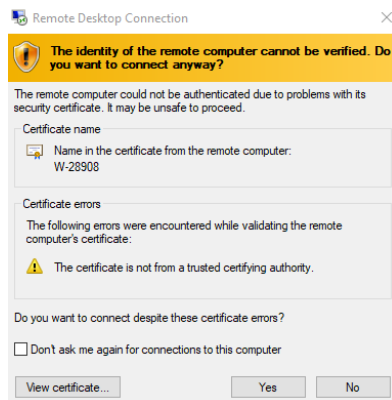 Remote Desktop Connection
The identity of the remote computer cannot be verified. Do
you want to connect anyway?
The remote computer could not be authenticated due to problems with its
security certificate. It may be unsafe to proceed.
Certificate name
Name in the certificate from the remote computer:
W-28908
Certificate errors
The following errors were encountered while validating the remote
computer's certificate:
The certificate is not from a trusted certifying authority.
Do you want to connect despite these certificate errors?
Don't ask me again for connections to this computer
View certificate... Yes No